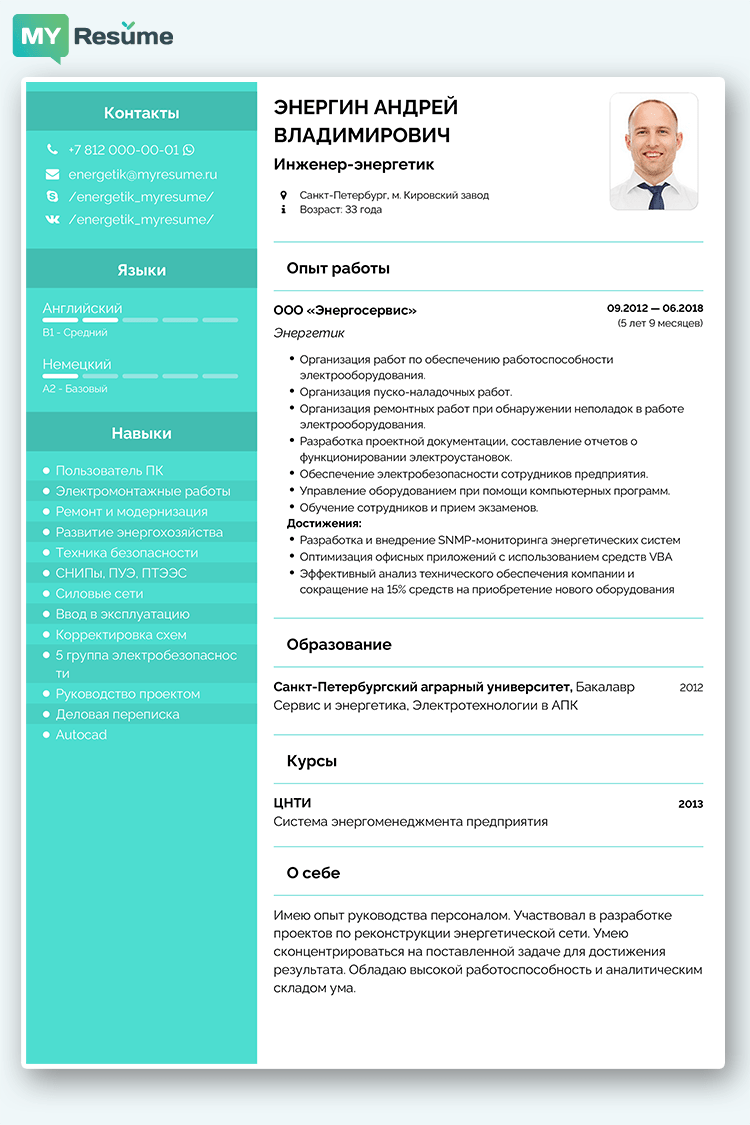 MY Resume
Контакты
+7 812 000-00-01
energetik@myresume.ru
/energetik_myresume/
/energetik_myresume/
Языки
Английский
B1 - Средний
Немецкий
A2 - Базовый
Навыки
Пользователь ПК
Электромонтажные работы
Ремонт и модернизация
Развитие энергохозяйства
Техника безопасности
СНИПы, ПУЭ, ПТЭЭС
Силовые сети
Ввод в эксплуатацию
Корректировка схем
5 группа электробезопаснос
ти
Руководство проектом
Деловая переписка
Autocad
ЭНЕРГИН АНДРЕЙ
ВЛАДИМИРОВИЧ
Инженер-энергетик
Санкт-Петербург, м. Кировский завод
Возраст: 33 года
Опыт работы
ООО «Энергосервис» 09.2012 — 06.2018
(5 лет 9 месяцев)
Энергетик
Организация работ по обеспечению работоспособности
электрооборудования.
Организация пуско-наладочных работ.
Организация ремонтных работ при обнаружении неполадок в работе
электрооборудования.
Разработка проектной документации, составление отчетов о
функционировании электроустановок.
Обеспечение электробезопасности сотрудников предприятия.
Управление оборудованием при помощи компьютерных программ.
Обучение сотрудников и прием экзаменов.
Достижения:
Разработка и внедрение SNMP-мониторинга энергетических систем
Оптимизация офисных приложений с использованием средств VBA
Эффективный анализ технического обеспечения компании и
сокращение на 15% средств на приобретение нового оборудования
Образование
Санкт-Петербургский аграрный университет, Бакалавр 2012
Сервис и энергетика, Электротехнологии в АПК
Курсы
ЦНТИ 2013
Система энергоменеджмента предприятия
О себе
Имею опыт руководства персоналом. Участвовал в разработке
проектов по реконструкции энергетической сети. Умею
сконцентрироваться на поставленной задаче для достижения
результата. Обладаю высокой работоспособность и аналитическим
складом ума.